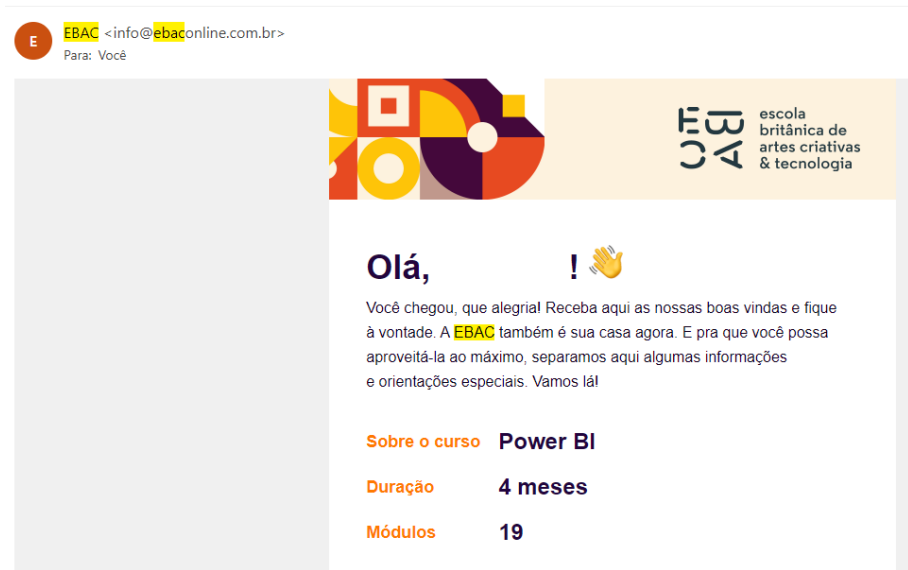 E
EBAC <info@ebaconline.com.br>
Para: Você
EBAC
escola
britânica de
artes criativas
& tecnologia
Olá, ! 👋
Você chegou, que alegria! Receba aqui as nossas boas vindas e fique
à vontade. A EBAC também é sua casa agora. E pra que você possa
aproveitá-la ao máximo, separamos aqui algumas informações
e orientações especiais. Vamos lá!
Sobre o curso Power BI
Duração 4 meses
Módulos 19